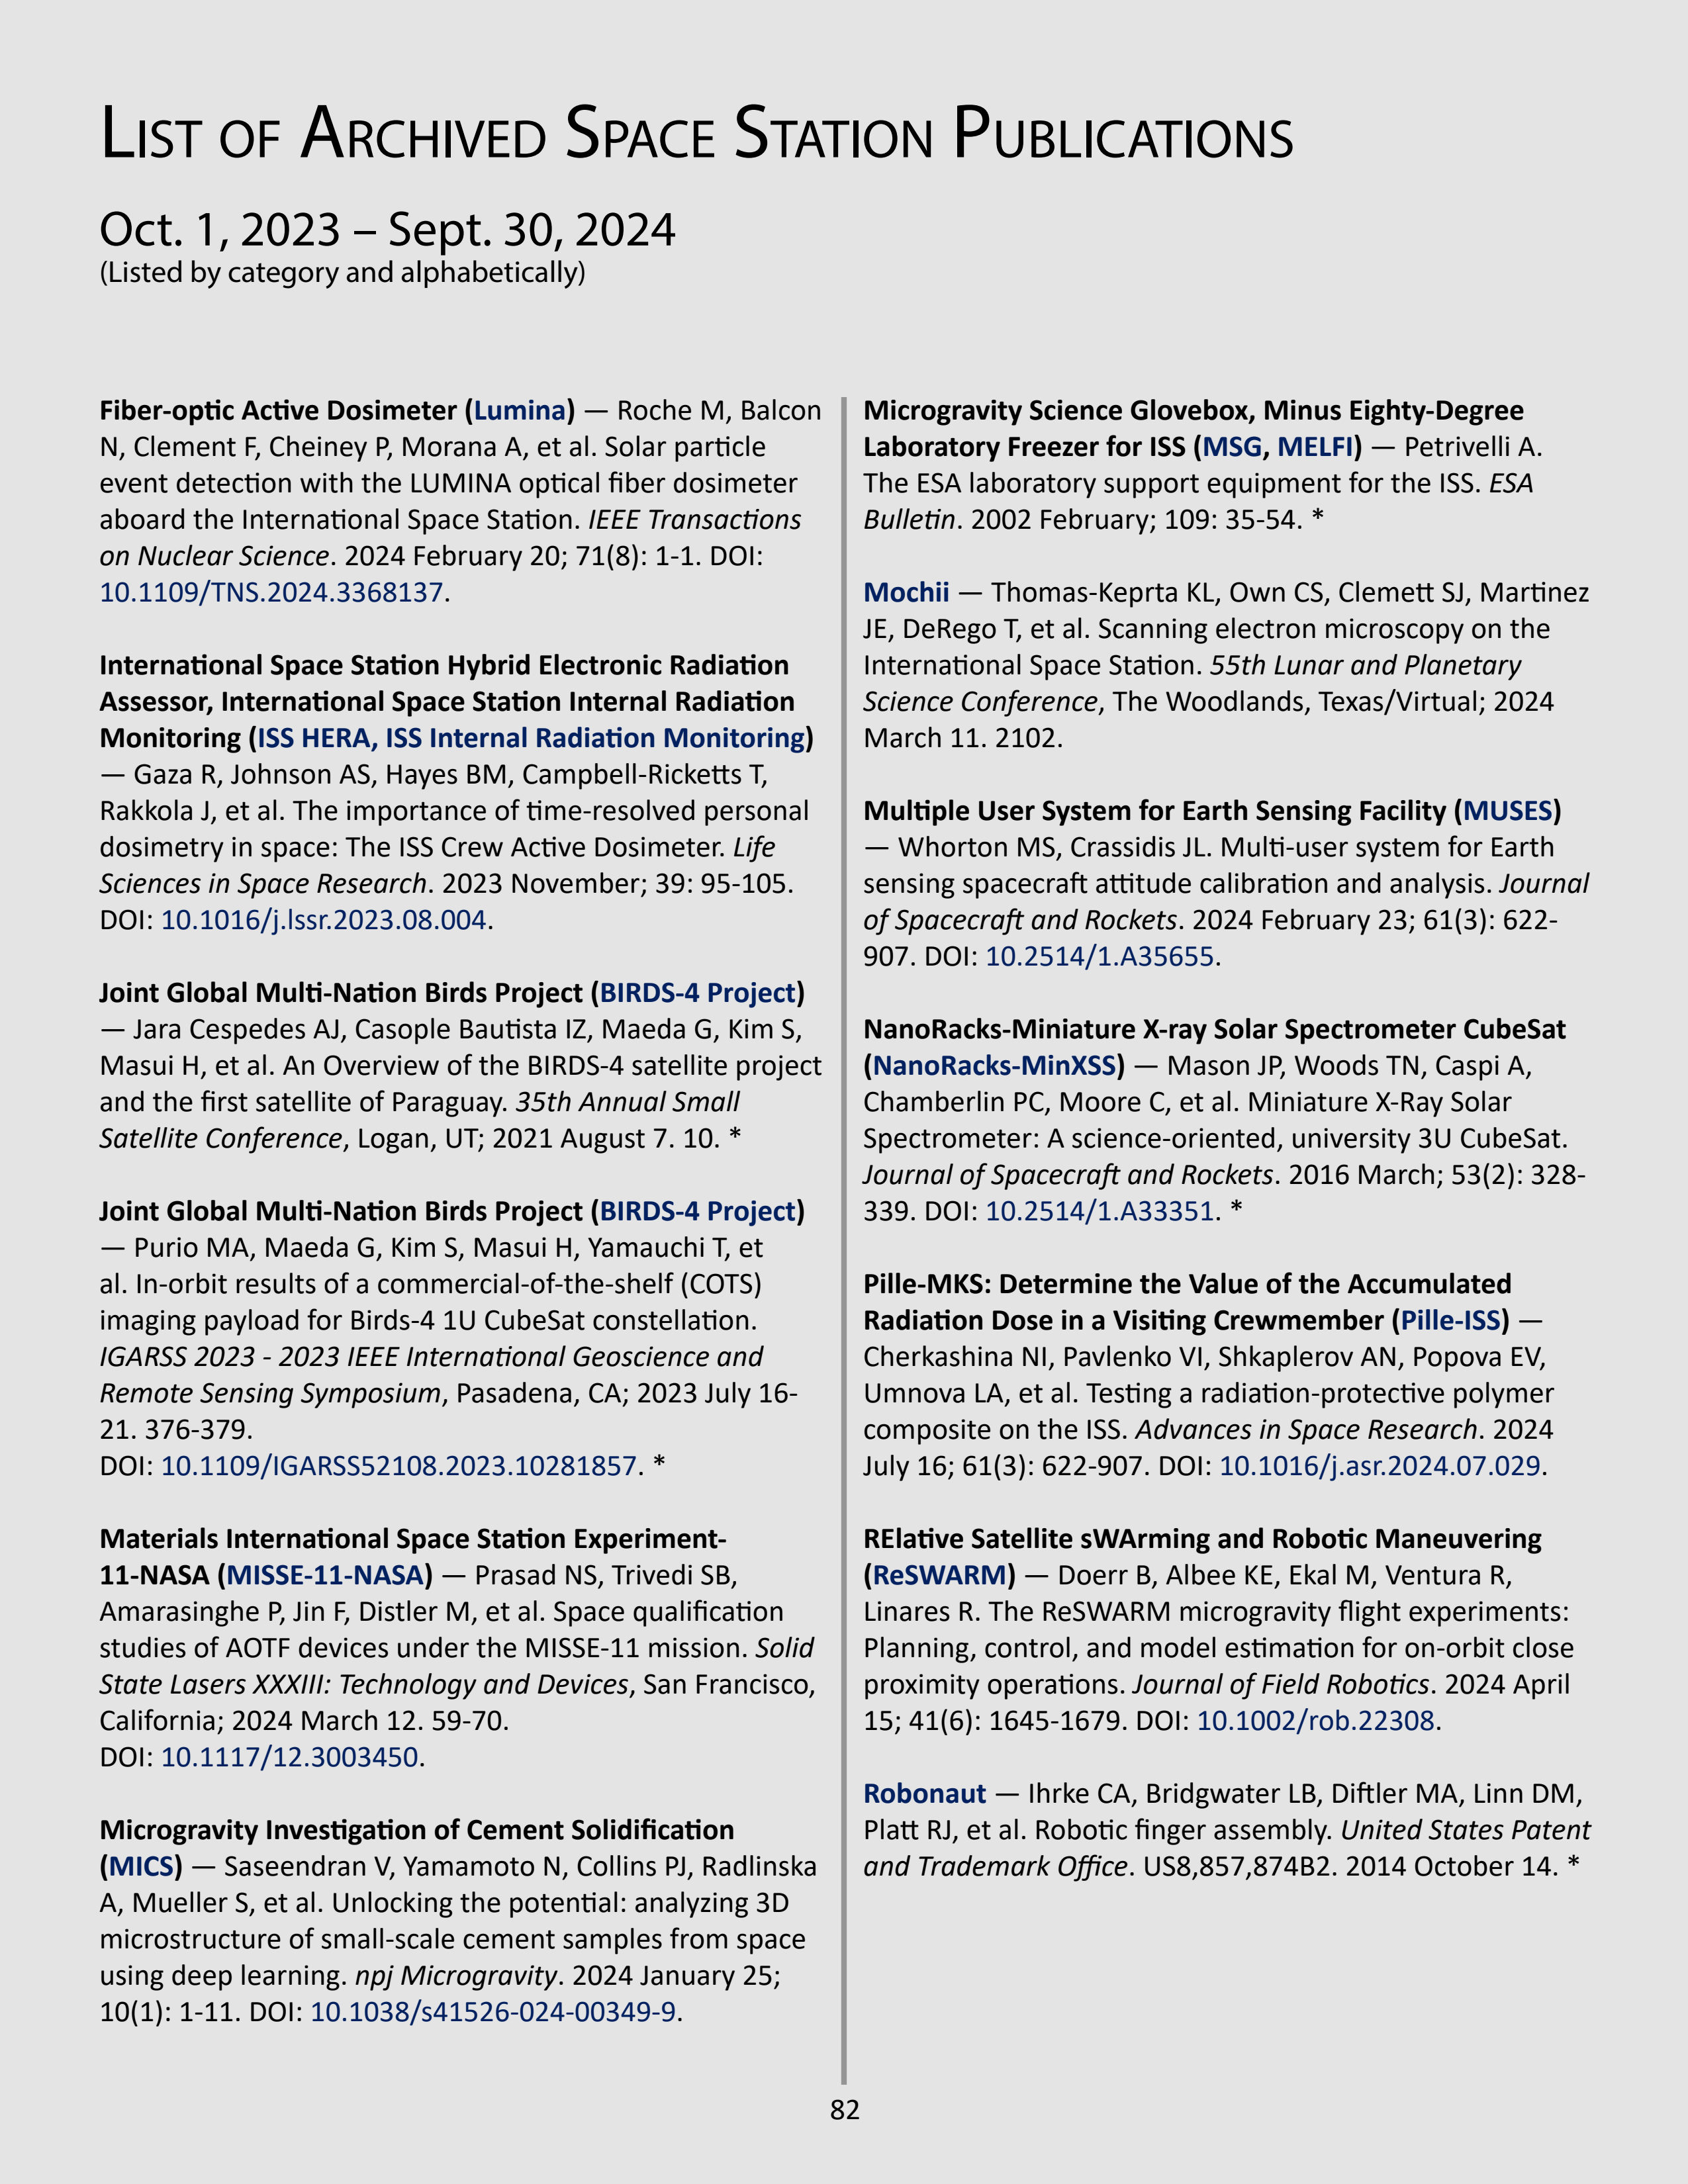 List of Archived Space Station Publications
Oct. 1, 2023 – Sept. 30, 2024
(Listed by category and alphabetically)
Fiber-optic Active Dosimeter (Lumina) — Roche M, Balcon
N, Clement F, Cheiney P, Morana A, et al. Solar particle
event detection with the LUMINA optical fiber dosimeter
aboard the International Space Station. IEEE Transactions
on Nuclear Science. 2024 February 20; 71(8): 1-1. DOI:
10.1109/TNS.2024.3368137.
International Space Station Hybrid Electronic Radiation
Assessor, International Space Station Internal Radiation
Monitoring (ISS HERA, ISS Internal Radiation Monitoring)
— Gaza R, Johnson AS, Hayes BM, Campbell-Ricketts T,
Rakkola J, et al. The importance of time-resolved personal
dosimetry in space: The ISS Crew Active Dosimeter. Life
Sciences in Space Research. 2023 November; 39: 95-105.
DOI: 10.1016/j.lssr.2023.08.004.
Joint Global Multi-Nation Birds Project (BIRDS-4 Project)
— Jara Cespedes AJ, Casople Bautista IZ, Maeda G, Kim S,
Masui H, et al. An Overview of the BIRDS-4 satellite project
and the first satellite of Paraguay. 35th Annual Small
Satellite Conference, Logan, UT; 2021 August 7. 10. *
Joint Global Multi-Nation Birds Project (BIRDS-4 Project)
— Purio MA, Maeda G, Kim S, Masui H, Yamauchi T, et
al. In-orbit results of a commercial-of-the-shelf (COTS)
imaging payload for Birds-4 1U CubeSat constellation.
IGARSS 2023 - 2023 IEEE International Geoscience and
Remote Sensing Symposium, Pasadena, CA; 2023 July 16-
21. 376-379.
DOI: 10.1109/IGARSS52108.2023.10281857. *
Materials International Space Station Experiment-
11-NASA (MISSE-11-NASA) — Prasad NS, Trivedi SB,
Amarasinghe P, Jin F, Distler M, et al. Space qualification
studies of AOTF devices under the MISSE-11 mission. Solid
State Lasers XXXIII: Technology and Devices, San Francisco,
California; 2024 March 12. 59-70.
DOI: 10.1117/12.3003450.
Microgravity Investigation of Cement Solidification
(MICS) — Saseendran V, Yamamoto N, Collins PJ, Radlinska
A, Mueller S, et al. Unlocking the potential: analyzing 3D
microstructure of small-scale cement samples from space
using deep learning. npj Microgravity. 2024 January 25;
10(1): 1-11. DOI: 10.1038/s41526-024-00349-9.
Microgravity Science Glovebox, Minus Eighty-Degree
Laboratory Freezer for ISS (MSG, MELFI) — Petrivelli A.
The ESA laboratory support equipment for the ISS. ESA
Bulletin. 2002 February; 109: 35-54. *
Mochii — Thomas-Keprta KL, Own CS, Clemett SJ, Martinez
JE, DeRego T, et al. Scanning electron microscopy on the
International Space Station. 55th Lunar and Planetary
Science Conference, The Woodlands, Texas/Virtual; 2024
March 11. 2102.
Multiple User System for Earth Sensing Facility (MUSES)
— Whorton MS, Crassidis JL. Multi-user system for Earth
sensing spacecraft attitude calibration and analysis. Journal
of Spacecraft and Rockets. 2024 February 23; 61(3): 622-
907. DOI: 10.2514/1.A35655.
NanoRacks-Miniature X-ray Solar Spectrometer CubeSat
(NanoRacks-MinXSS) — Mason JP, Woods TN, Caspi A,
Chamberlin PC, Moore C, et al. Miniature X-Ray Solar
Spectrometer: A science-oriented, university 3U CubeSat.
Journal of Spacecraft and Rockets. 2016 March; 53(2): 328-
339. DOI: 10.2514/1.A33351. *
Pille-MKS: Determine the Value of the Accumulated
Radiation Dose in a Visiting Crewmember (Pille-ISS) —
Cherkashina NI, Pavlenko VI, Shkaplerov AN, Popova EV,
Umnova LA, et al. Testing a radiation-protective polymer
composite on the ISS. Advances in Space Research. 2024
July 16; 61(3): 622-907. DOI: 10.1016/j.asr.2024.07.029.
RElative Satellite sWArming and Robotic Maneuvering
(ReSWARM) — Doerr B, Albee KE, Ekal M, Ventura R,
Linares R. The ReSWARM microgravity flight experiments:
Planning, control, and model estimation for on-orbit close
proximity operations. Journal of Field Robotics. 2024 April
15; 41(6): 1645-1679. DOI: 10.1002/rob.22308.
Robonaut — Ihrke CA, Bridgwater LB, Diftler MA, Linn DM,
Platt RJ, et al. Robotic finger assembly. United States Patent
and Trademark Office. US8,857,874B2. 2014 October 14. *
82